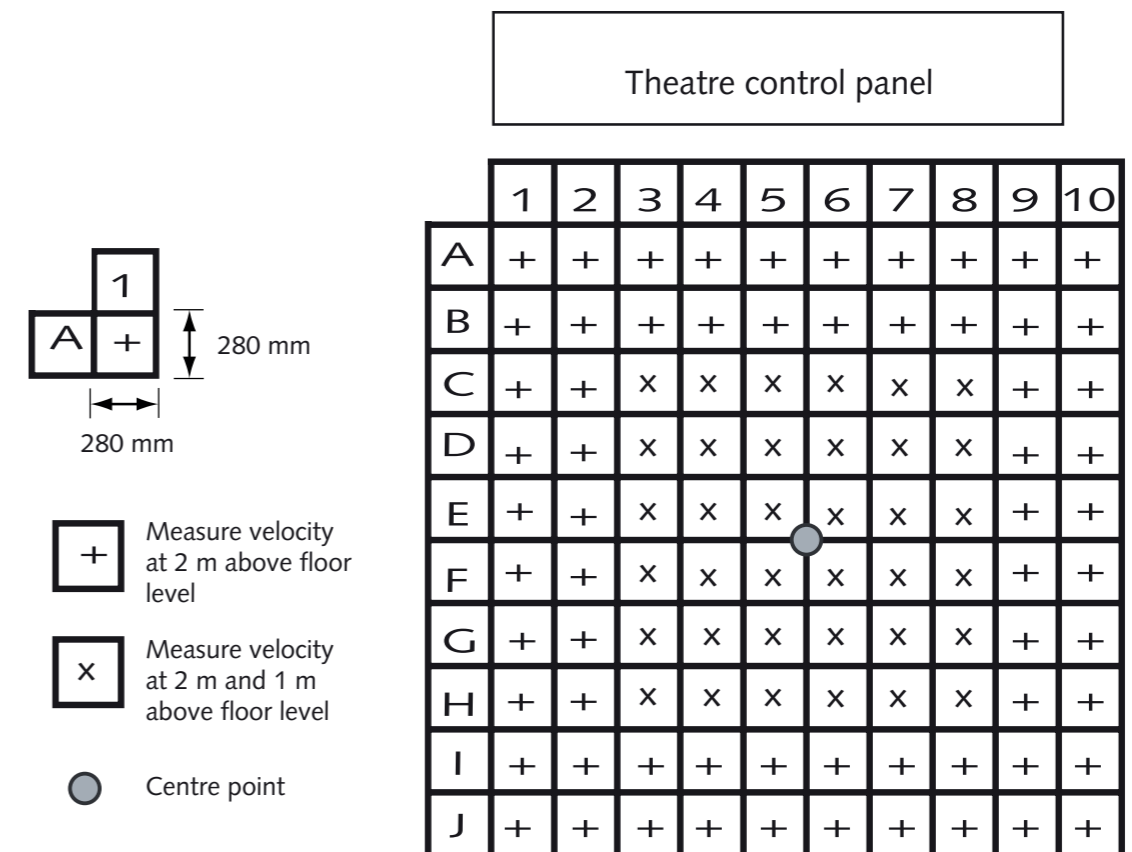 Theatre control panel
1 2 3 4 5 6 7 8 9 10
A + + + + + + + + + +
B + + + + + + + + + +
C + + x x x x x x + +
D + + x x x x x x + +
E + + x x x x x x + +
F + + x x x x x x + +
G + + x x x x x x + +
H + + x x x x x x + +
I + + + + + + + + + +
J + + + + + + + + + +
1
A +
280 mm
280 mm
+
Measure velocity
at 2 m above floor
level
x
Measure velocity
at 2 m and 1 m
above floor level
Centre point